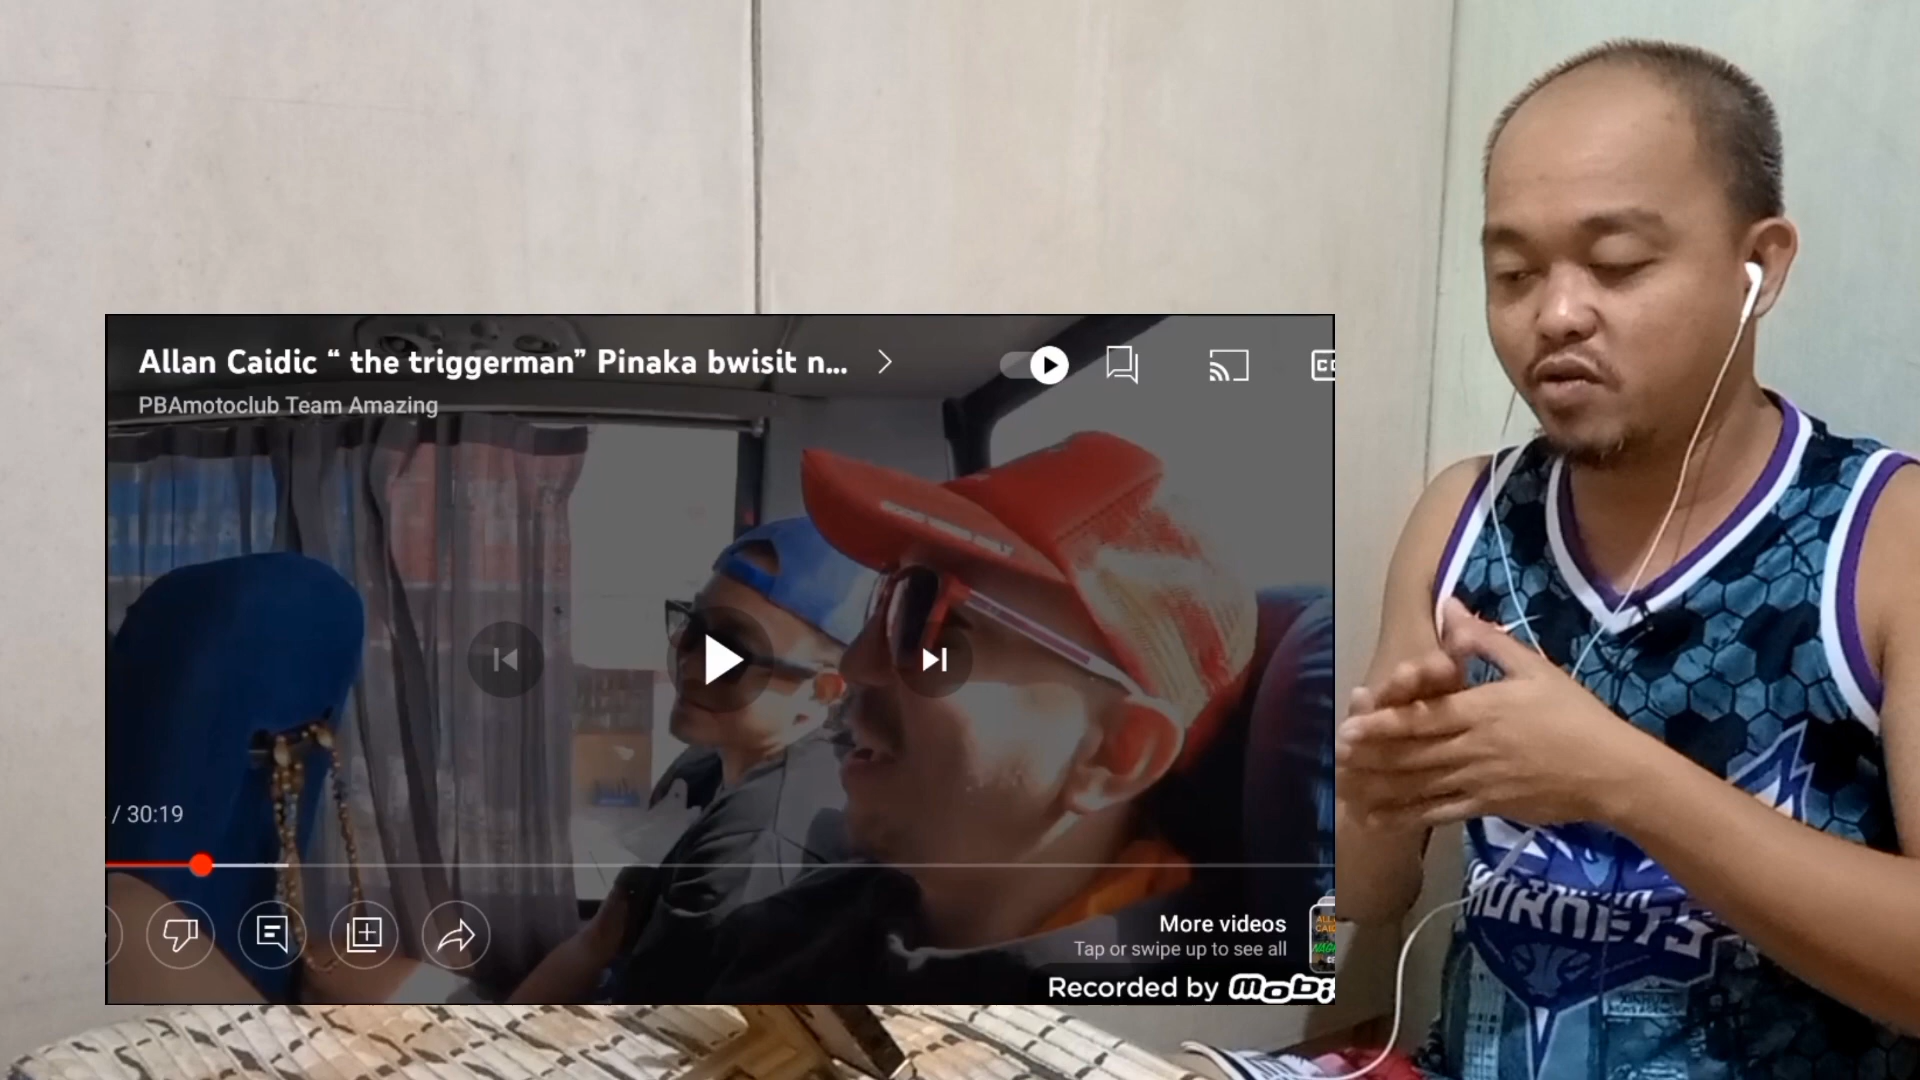 Allan Caidic “ the triggerman” Pinaka bwisit n...
PBAmotoclub Team Amazing
/ 30:19
More videos
Tap or swipe up to see all
Recorded by
HORNETS